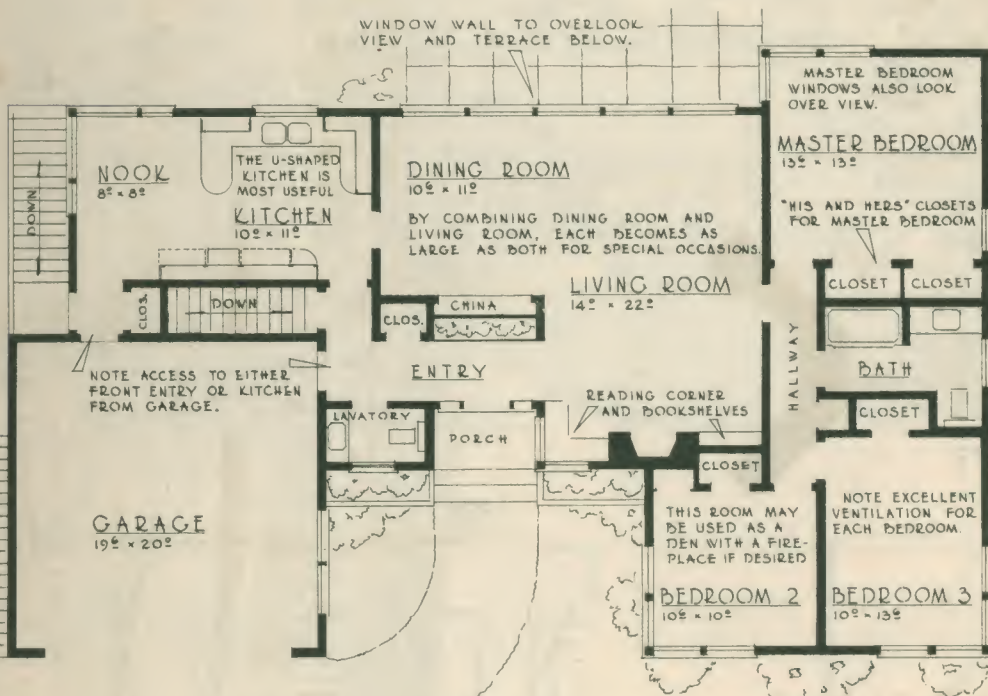 WINDOW WALL TO OVERLOOK
VIEW AND TERRACE BELOW.
MASTER BEDROOM
WINDOWS ALSO LOOK
OVER VIEW.
MASTER BEDROOM
13⁶ × 13⁰
"HIS AND HERS" CLOSETS
FOR MASTER BEDROOM
CLOSET
CLOSET
NOOK
8⁰ × 8⁰
THE U-SHAPED
KITCHEN IS
MOST USEFUL
KITCHEN
10⁰ × 11⁰
DOWN
DINING ROOM
10⁶ × 11⁰
BY COMBINING DINING ROOM AND
LIVING ROOM, EACH BECOMES AS
LARGE AS BOTH FOR SPECIAL OCCASIONS.
LIVING ROOM
14⁰ × 22⁰
CLOS.
DOWN
CLOS.
CHINA
ENTRY
HALLWAY
BATH
CLOSET
NOTE ACCESS TO EITHER
FRONT ENTRY OR KITCHEN
FROM GARAGE.
LAVATORY
PORCH
READING CORNER
AND BOOKSHELVES
CLOSET
GARAGE
19⁶ × 20⁰
THIS ROOM MAY
BE USED AS A
DEN WITH A FIRE-
PLACE IF DESIRED
BEDROOM 2
10⁶ × 10⁰
NOTE EXCELLENT
VENTILATION FOR
EACH BEDROOM.
BEDROOM 3
10⁰ × 13⁶